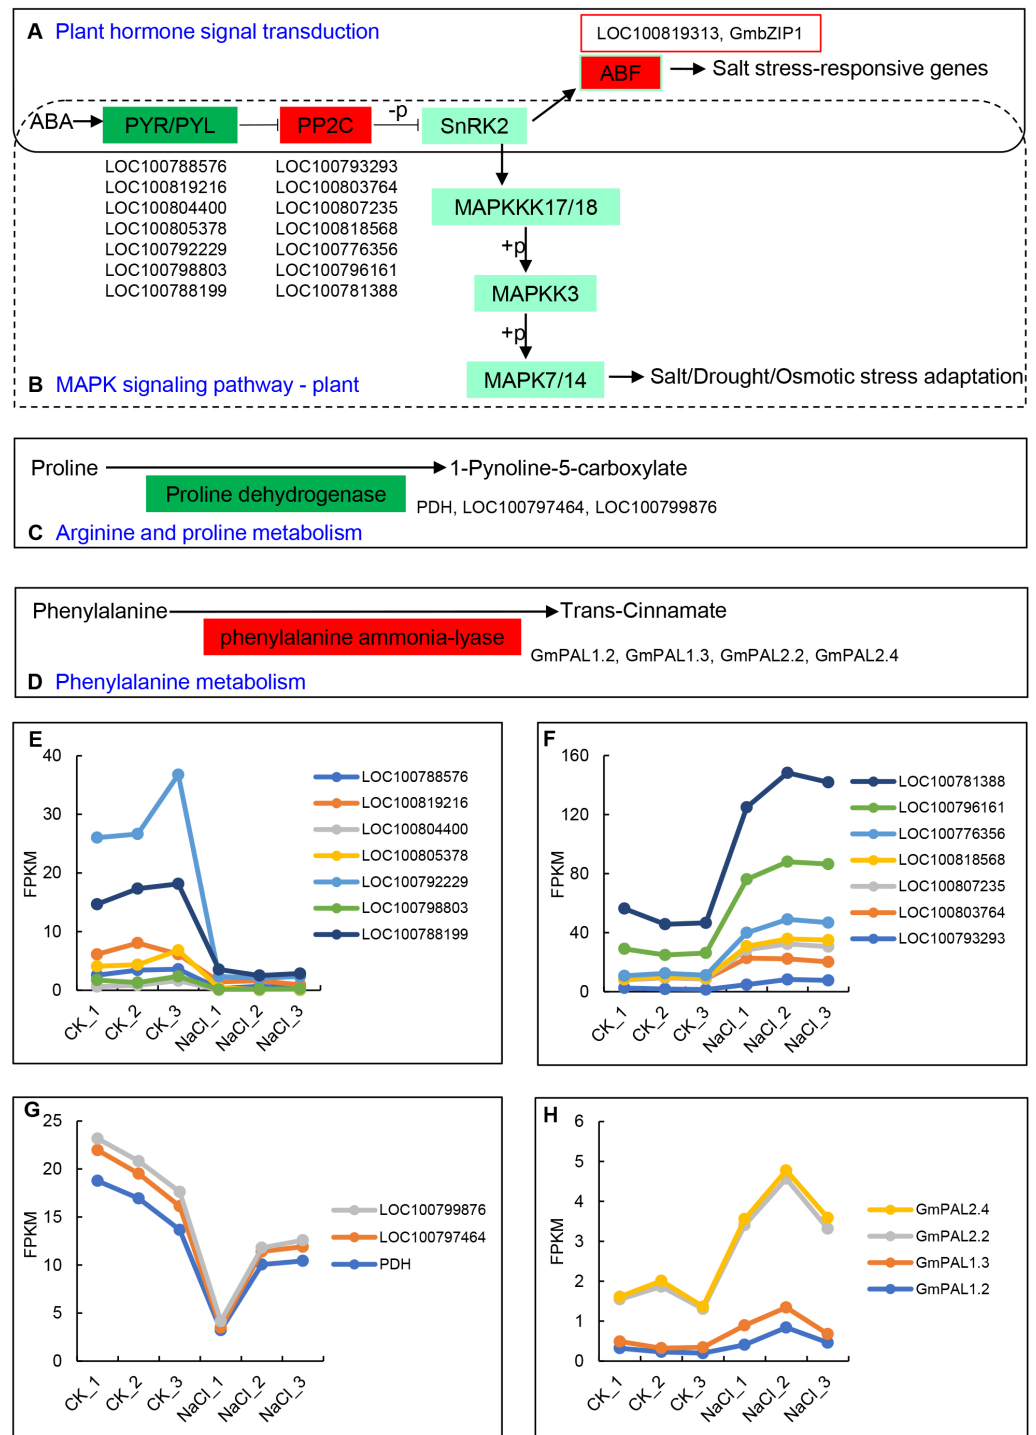 A Plant hormone signal transduction
LOC100819313, GmbZIP1
ABF
Salt stress-responsive genes
ABA
PYR/PYL
PP2C
-p
SnRK2
LOC100788576
LOC100819216
LOC100804400
LOC100805378
LOC100792229
LOC100798803
LOC100788199
LOC100793293
LOC100803764
LOC100807235
LOC100818568
LOC100776356
LOC100796161
LOC100781388
MAPKKK17/18
+p
MAPKK3
+p
MAPK7/14
Salt/Drought/Osmotic stress adaptation
B MAPK signaling pathway - plant
Proline
1-Pynoline-5-carboxylate
Proline dehydrogenase
PDH, LOC100797464, LOC100799876
C Arginine and proline metabolism
Phenylalanine
Trans-Cinnamate
phenylalanine ammonia-lyase
GmPAL1.2, GmPAL1.3, GmPAL2.2, GmPAL2.4
D Phenylalanine metabolism
E
FPKM
40
30
20
10
0
CK_1
CK_2
CK_3
NaCl_1
NaCl_2
NaCl_3
LOC100788576
LOC100819216
LOC100804400
LOC100805378
LOC100792229
LOC100798803
LOC100788199
F
FPKM
160
120
80
40
0
CK_1
CK_2
CK_3
NaCl_1
NaCl_2
NaCl_3
LOC100781388
LOC100796161
LOC100776356
LOC100818568
LOC100807235
LOC100803764
LOC100793293
G
FPKM
25
20
15
10
5
0
CK_1
CK_2
CK_3
NaCl_1
NaCl_2
NaCl_3
LOC100799876
LOC100797464
PDH
H
FPKM
6
5
4
3
2
1
0
CK_1
CK_2
CK_3
NaCl_1
NaCl_2
NaCl_3
GmPAL2.4
GmPAL2.2
GmPAL1.3
GmPAL1.2